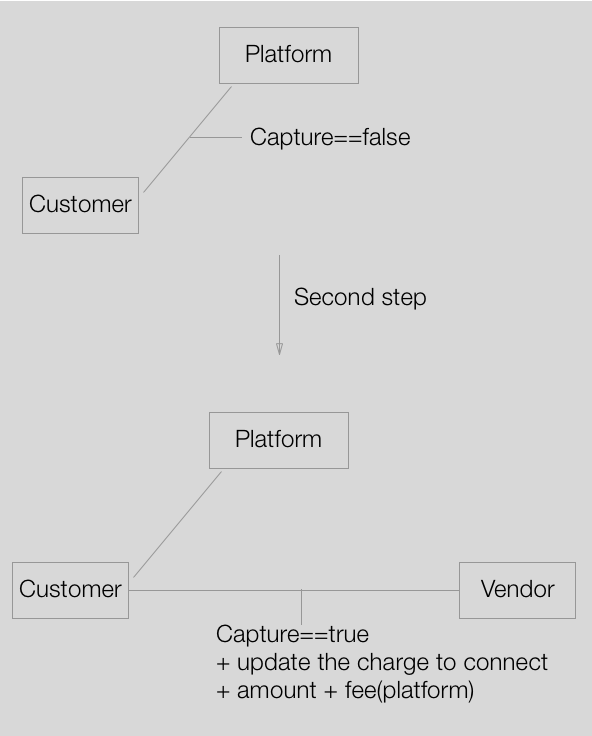 Platform
Capture==false
Customer
Second step
Platform
Customer
Vendor
Capture==true
+ update the charge to connect
+ amount + fee(platform)